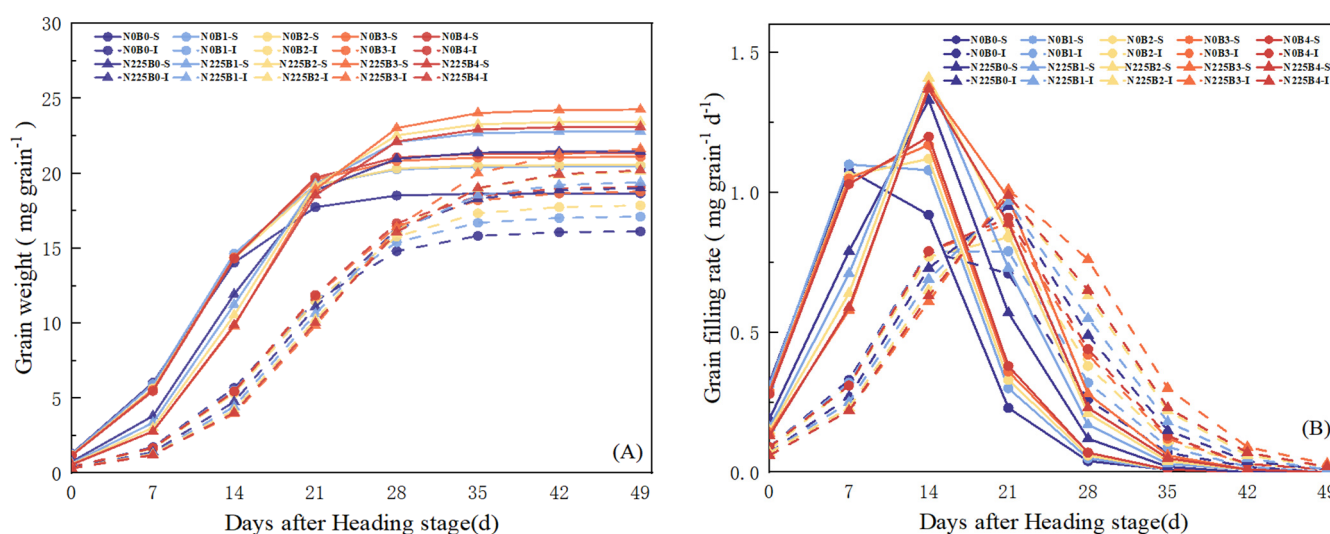 30
25
20
15
10
5
0
0 7 14 21 28 35 42 49
Grain weight ( mg grain-1 )
Days after Heading stage(d)
N0B0-S N0B1-S N0B2-S N0B3-S N0B4-S
N0B0-I N0B1-I N0B2-I N0B3-I N0B4-I
N225B0-S N225B1-S N225B2-S N225B3-S N225B4-S
N225B0-I N225B1-I N225B2-I N225B3-I N225B4-I
(A)
1.5
1.0
0.5
0.0
0 7 14 21 28 35 42 49
Grain filling rate ( mg grain-1 d-1 )
Days after Heading stage(d)
N0B0-S N0B1-S N0B2-S N0B3-S N0B4-S
N0B0-I N0B1-I N0B2-I N0B3-I N0B4-I
N225B0-S N225B1-S N225B2-S N225B3-S N225B4-S
N225B0-I N225B1-I N225B2-I N225B3-I N225B4-I
(B)